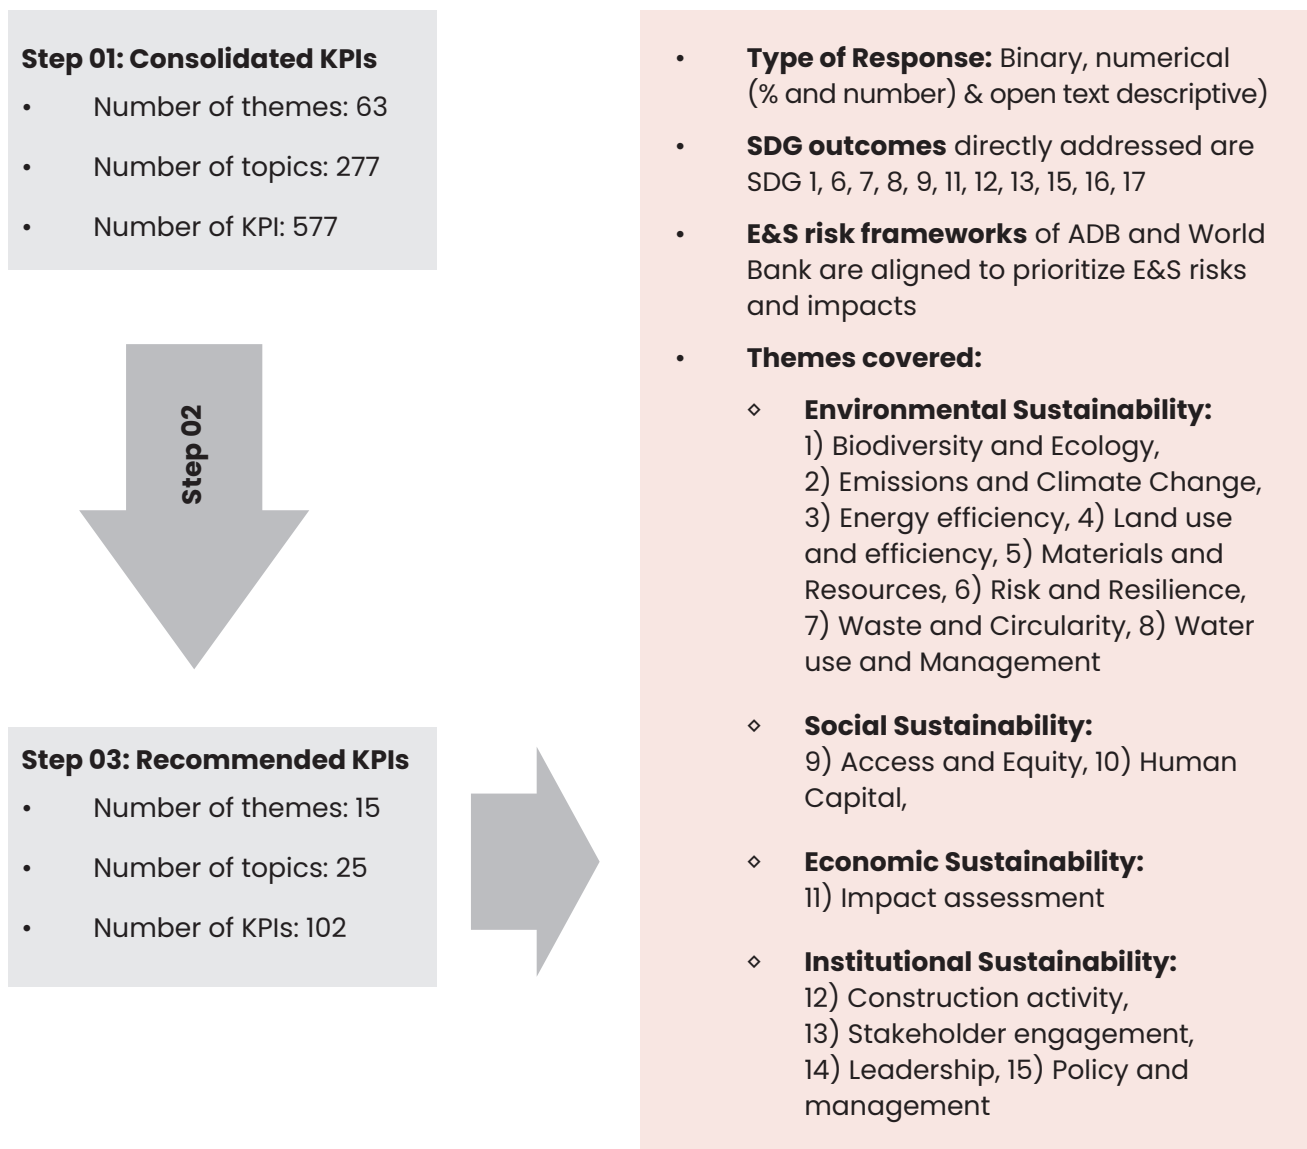 Step 01: Consolidated KPIs
• Number of themes: 63
• Number of topics: 277
• Number of KPI: 577
Step 02
Step 03: Recommended KPIs
• Number of themes: 15
• Number of topics: 25
• Number of KPIs: 102
• Type of Response: Binary, numerical
(% and number) & open text descriptive)
• SDG outcomes directly addressed are
SDG 1, 6, 7, 8, 9, 11, 12, 13, 15, 16, 17
• E&S risk frameworks of ADB and World
Bank are aligned to prioritize E&S risks
and impacts
• Themes covered:
⋄ Environmental Sustainability:
1) Biodiversity and Ecology,
2) Emissions and Climate Change,
3) Energy efficiency, 4) Land use
and efficiency, 5) Materials and
Resources, 6) Risk and Resilience,
7) Waste and Circularity, 8) Water
use and Management
⋄ Social Sustainability:
9) Access and Equity, 10) Human
Capital,
⋄ Economic Sustainability:
11) Impact assessment
⋄ Institutional Sustainability:
12) Construction activity,
13) Stakeholder engagement,
14) Leadership, 15) Policy and
management